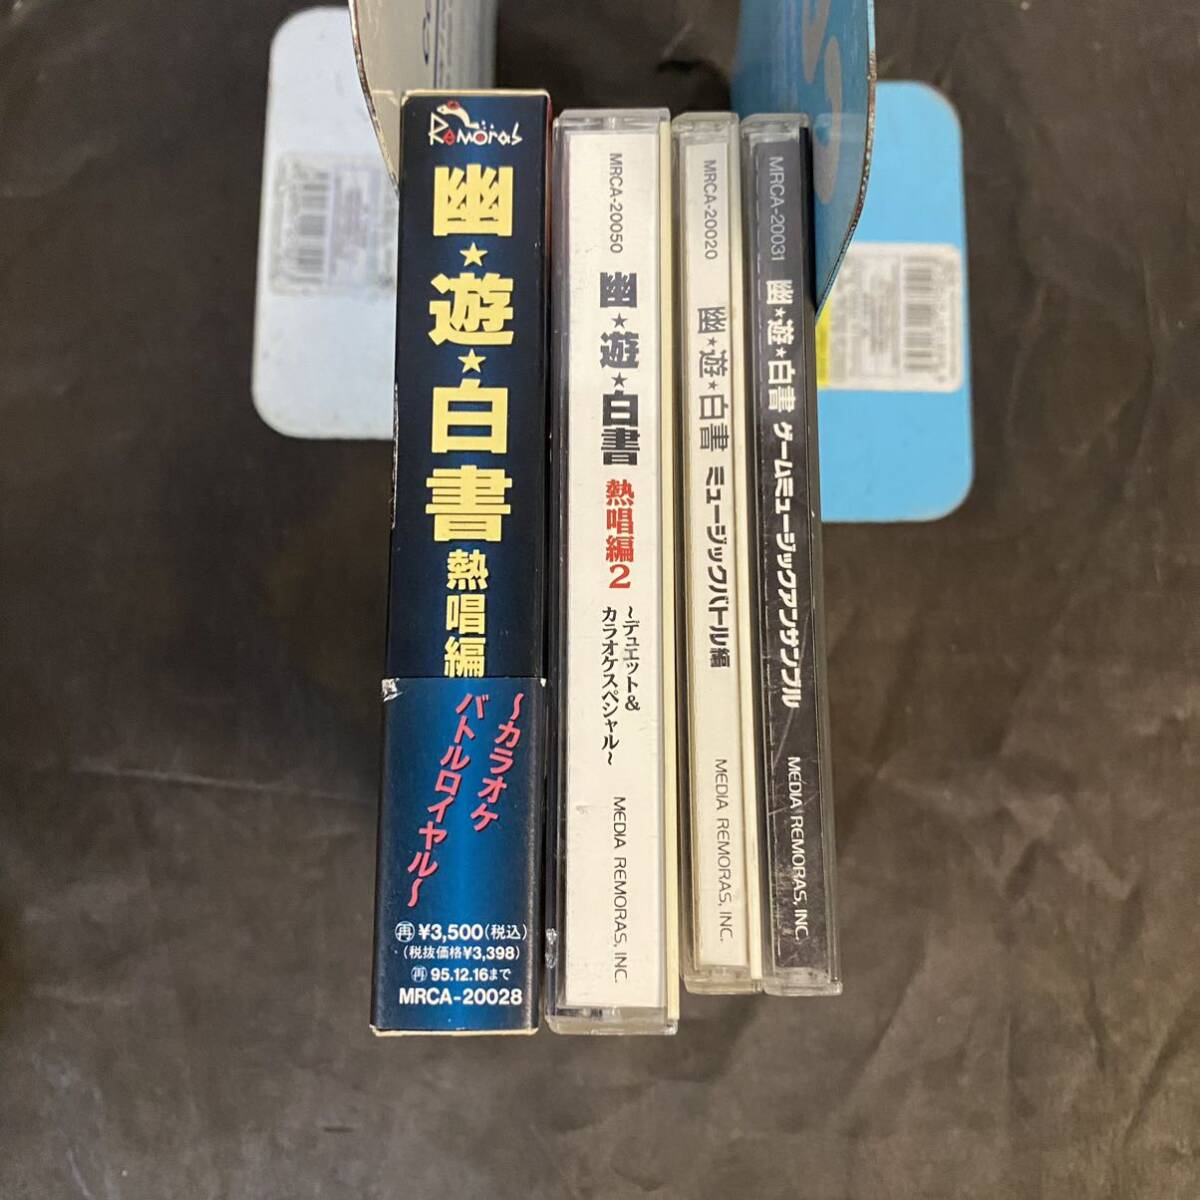 Remoras
幽★遊★白書
熱唱編
～カラオケ
バトルロイヤル～
再 ¥3,500(税込)
(税抜価格¥3,398)
再 95.12.16まで
MRCA-20028
MRCA-20050
幽★遊★白書
熱唱編2
～デュエット&
カラオケスペシャル～
MEDIA REMORAS, INC.
MRCA-20020
幽★遊★白書
ミュージックバトル編
MEDIA REMORAS, INC.
MRCA-20031
幽★遊★白書 ゲームミュージックアンサンブル
MEDIA REMORAS, INC.